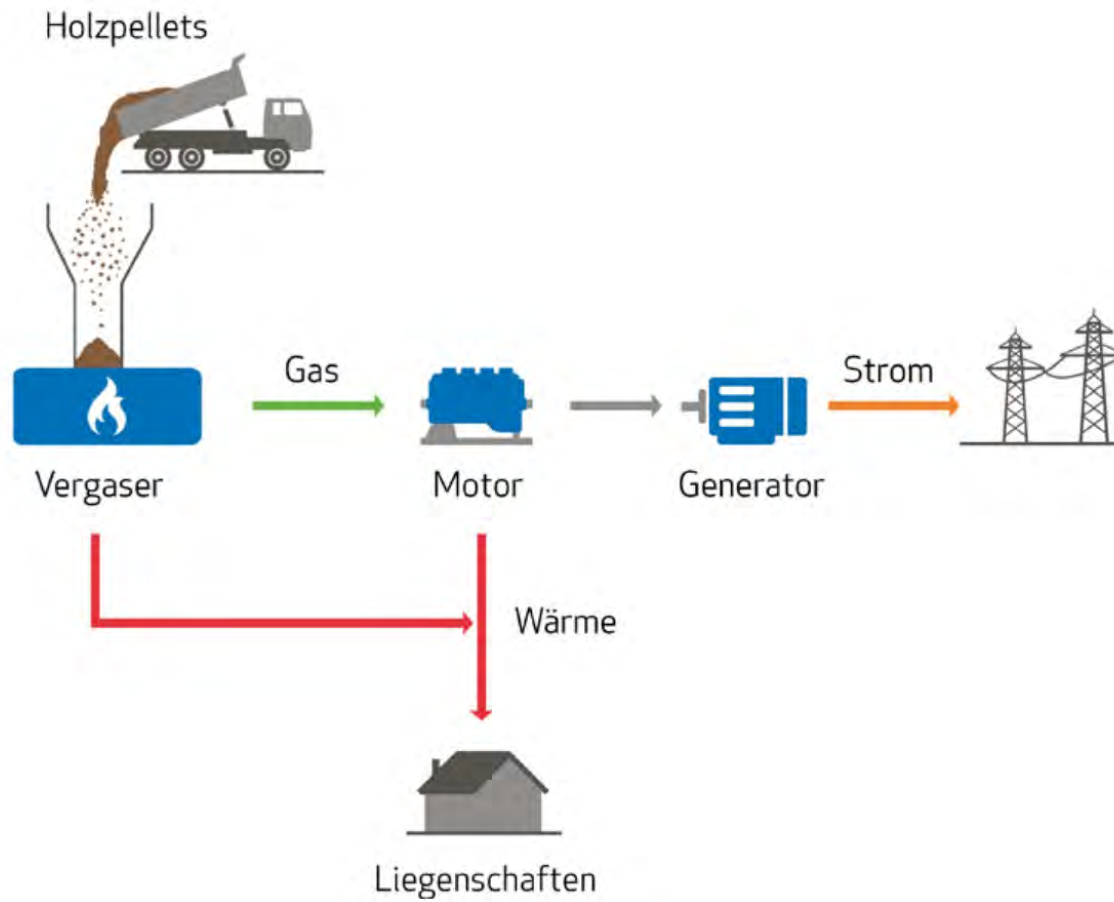 Holzpellets
Gas
Strom
Vergaser
Motor
Generator
Wärme
Liegenschaften